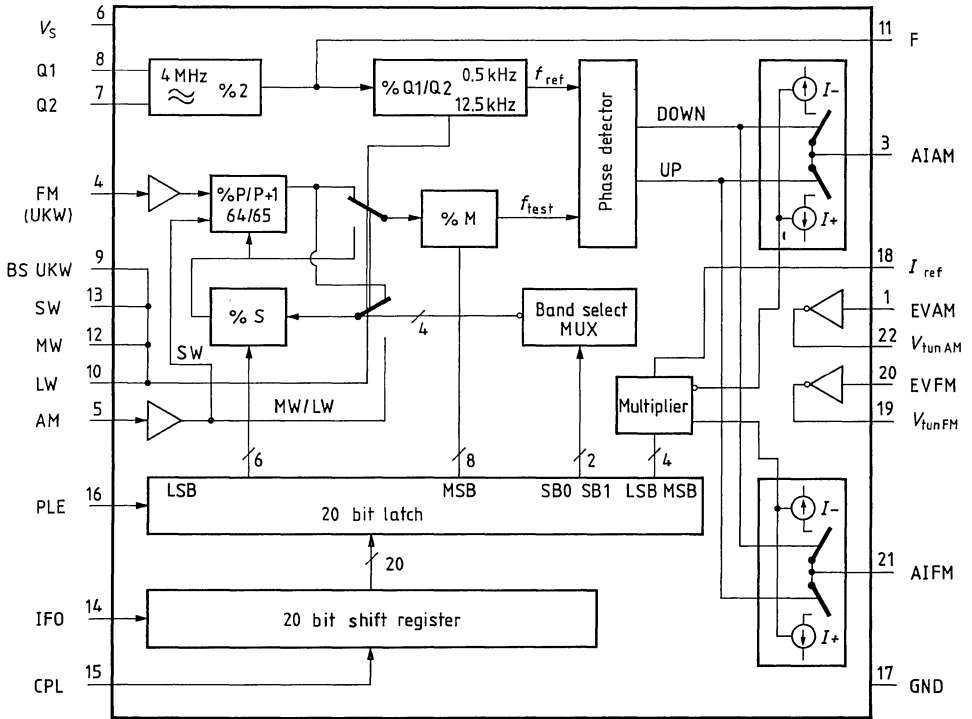 6
V_S
8
Q1
7
Q2
4 MHz
% 2
% Q1/Q2
0.5 kHz
12.5 kHz
f_ref
Phase detector
11
F
I−
DOWN
3
AIAM
UP
I+
4
FM
(UKW)
%P/P+1
64/65
% M
f_test
9
BS UKW
13
SW
12
MW
10
LW
5
AM
% S
SW
MW/LW
4
Band select
MUX
18
I_ref
1
EVAM
22
V_tun AM
20
EVFM
19
V_tun FM
Multiplier
6
8
2
4
LSB
MSB
SB0 SB1
LSB MSB
16
PLE
20 bit latch
20
I−
21
AIFM
I+
14
IFO
20 bit shift register
15
CPL
17
GND